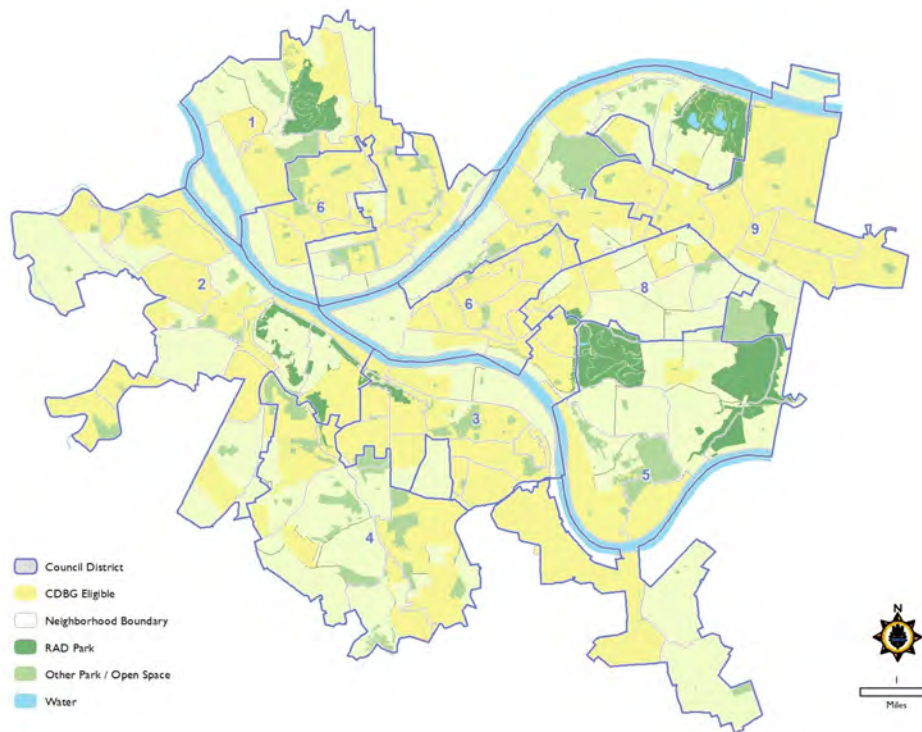 1
6
7
9
2
6
8
3
5
4
Council District
CDBG Eligible
Neighborhood Boundary
RAD Park
Other Park / Open Space
Water
N
1
Miles